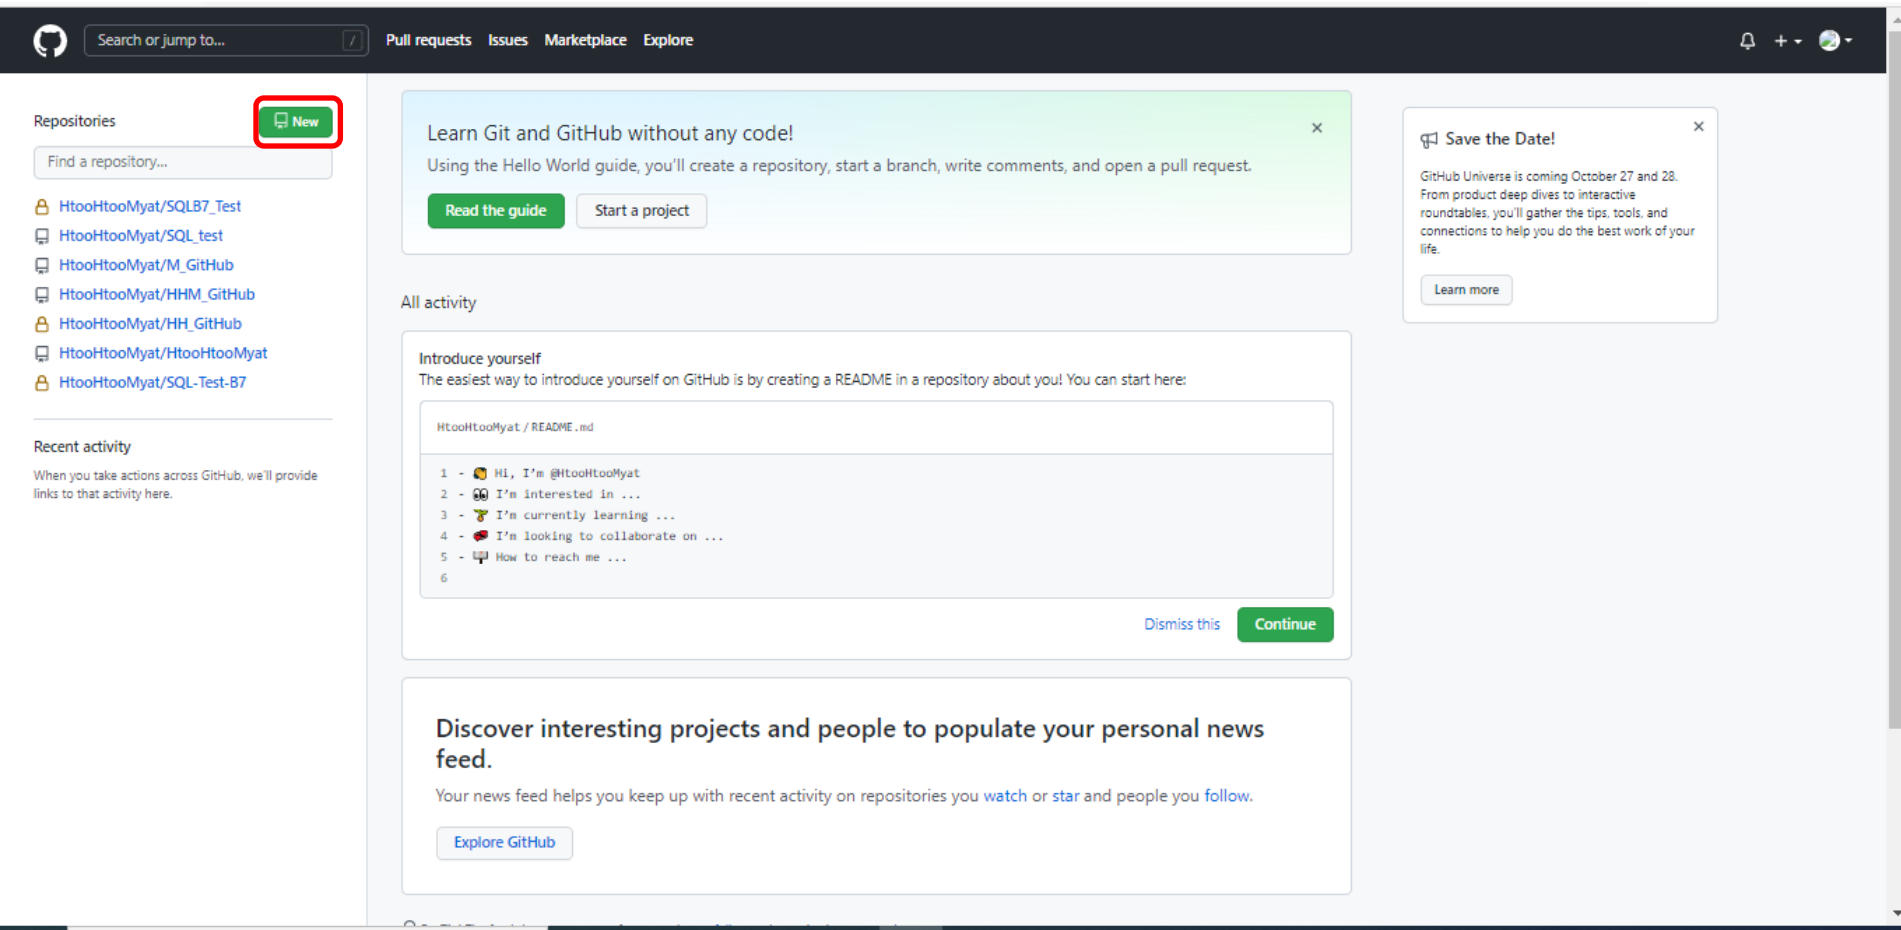 Search or jump to...
/
Pull requests
Issues
Marketplace
Explore
Repositories
New
Find a repository...
HtooHtooMyat/SQLB7_Test
HtooHtooMyat/SQL_test
HtooHtooMyat/M_GitHub
HtooHtooMyat/HHM_GitHub
HtooHtooMyat/HH_GitHub
HtooHtooMyat/HtooHtooMyat
HtooHtooMyat/SQL-Test-B7
Recent activity
When you take actions across GitHub, we'll provide
links to that activity here.
Learn Git and GitHub without any code!
Using the Hello World guide, you'll create a repository, start a branch, write comments, and open a pull request.
Read the guide
Start a project
All activity
Introduce yourself
The easiest way to introduce yourself on GitHub is by creating a README in a repository about you! You can start here:
HtooHtooMyat / README.md
1 - 👋 Hi, I'm @HtooHtooMyat
2 - 👀 I'm interested in ...
3 - 🌱 I'm currently learning ...
4 - 💞️ I'm looking to collaborate on ...
5 - 📫 How to reach me ...
6
Dismiss this
Continue
Discover interesting projects and people to populate your personal news
feed.
Your news feed helps you keep up with recent activity on repositories you watch or star and people you follow.
Explore GitHub
Save the Date!
GitHub Universe is coming October 27 and 28.
From product deep dives to interactive
roundtables, you'll gather the tips, tools, and
connections to help you do the best work of your
life.
Learn more